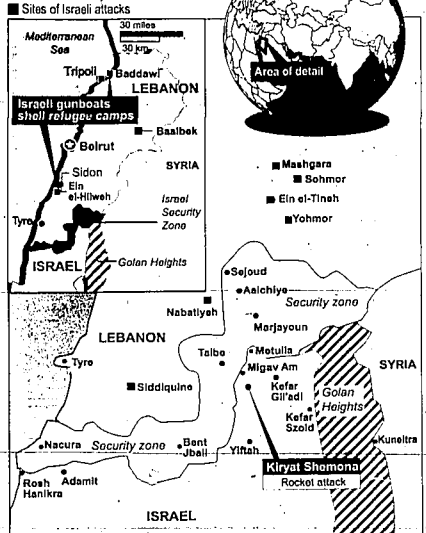 Sites of Israeli attacks
Mediterranean
Sea
30 miles
30 km
SYRIA
Tripoli
Baddawi
LEBANON
Israeli gunboats
shell refugee camps
Baalbek
Beirut
SYRIA
Sidon
Ein
el-Hilweh
Israel
Security
Zone
Tyre
ISRAEL
Golan Heights
Area of detail
Mashgara
Sohmor
Ein el-Tineh
Yohmor
Sejoud
Aaichiye
Security zone
Nabatiyeh
Marjayoun
LEBANON
Metulla
Taibe
Tyre
Migav Am
SYRIA
Kefar
Gil'adi
Siddiquine
Golan
Heights
Kefar
Szold
Nacura
Security zone
Bent
Jbail
Yiftah
Kuneitra
Kiryat Shemona
Rocket attack
Rosh
Hanikra
Adamit
ISRAEL